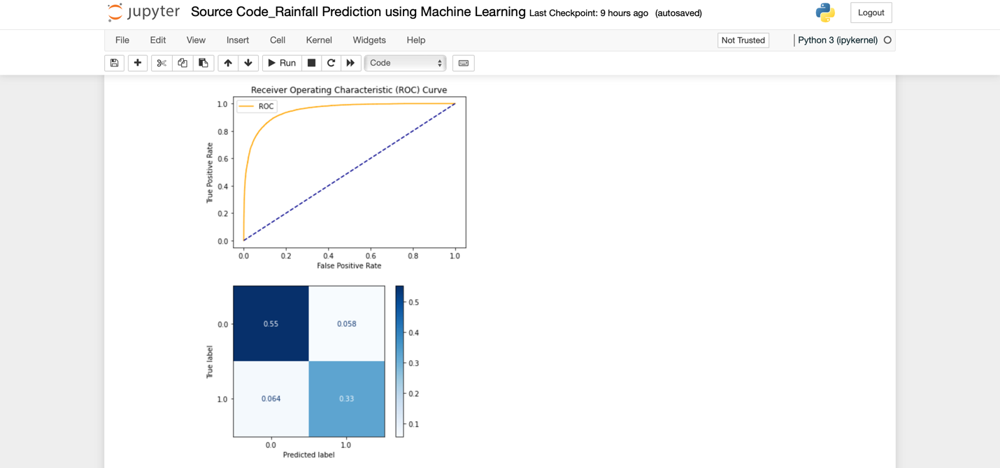 jupyter Source Code_Rainfall Prediction using Machine Learning Last Checkpoint: 9 hours ago (autosaved) Logout
File Edit View Insert Cell Kernel Widgets Help Not Trusted Python 3 (ipykernel)
Run Code
Receiver Operating Characteristic (ROC) Curve
ROC
True Positive Rate
1.0
0.8
0.6
0.4
0.2
0.0
0.0 0.2 0.4 0.6 0.8 1.0
False Positive Rate
True label
0.0 0.55 0.058
1.0 0.064 0.33
0.0 1.0
Predicted label
0.5
0.4
0.3
0.2
0.1